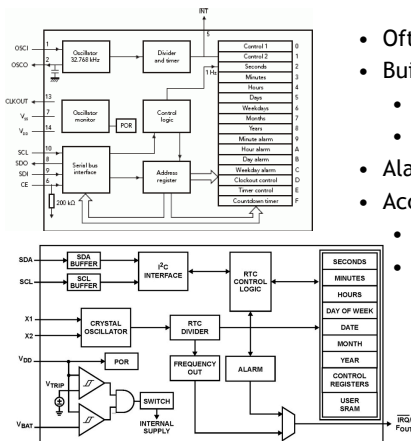 INT
OSCI 1
OSCO 2
CLKOUT 13
VSS 7
VDD 14
SCL 10
SDO 8
SDI 9
CE 6
200 kΩ
Oscillator
32.768 kHz
Divider
and timer
5
1 Hz
Oscillator
monitor
POR
Control
logic
Serial bus
interface
Address
register
Control 1 0
Control 2 1
Seconds 2
Minutes 3
Hours 4
Days 5
Weekdays 6
Months 7
Years 8
Minute alarm 9
Hour alarm A
Day alarm B
Weekday alarm C
Clockout control D
Timer control E
Countdown timer F
• Oft
• Bui
•
•
• Ala
• Acc
•
•
SDA
SCL
SDA
BUFFER
SCL
BUFFER
I²C
INTERFACE
RTC
CONTROL
LOGIC
X1
X2
CRYSTAL
OSCILLATOR
RTC
DIVIDER
VDD
POR
FREQUENCY
OUT
ALARM
VTRIP
SWITCH
VBAT
INTERNAL
SUPPLY
SECONDS
MINUTES
HOURS
DAY OF WEEK
DATE
MONTH
YEAR
CONTROL
REGISTERS
USER
SRAM
IRQ/
FOUT